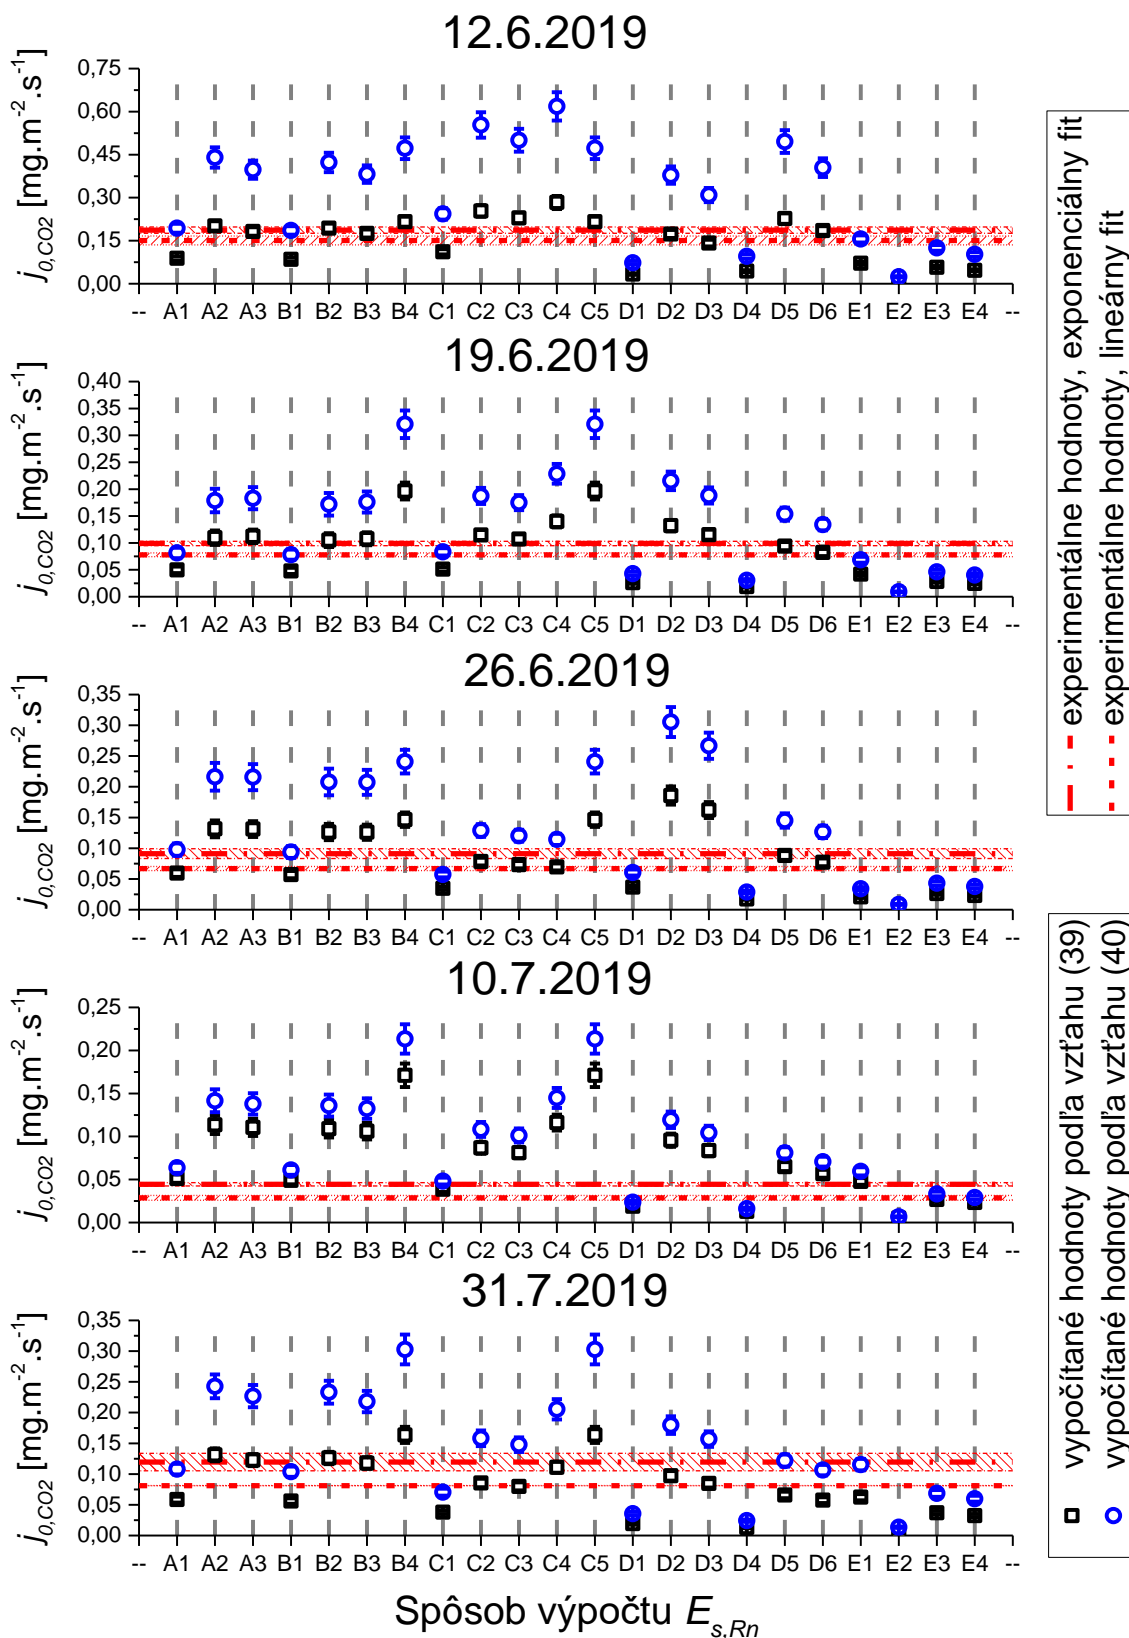 12.6.2019
j0,CO2 [mg.m-2.s-1]
0,75
0,60
0,45
0,30
0,15
0,00
-- A1 A2 A3 B1 B2 B3 B4 C1 C2 C3 C4 C5 D1 D2 D3 D4 D5 D6 E1 E2 E3 E4 --
19.6.2019
j0,CO2 [mg.m-2.s-1]
0,40
0,35
0,30
0,25
0,20
0,15
0,10
0,05
0,00
-- A1 A2 A3 B1 B2 B3 B4 C1 C2 C3 C4 C5 D1 D2 D3 D4 D5 D6 E1 E2 E3 E4 --
26.6.2019
j0,CO2 [mg.m-2.s-1]
0,35
0,30
0,25
0,20
0,15
0,10
0,05
0,00
-- A1 A2 A3 B1 B2 B3 B4 C1 C2 C3 C4 C5 D1 D2 D3 D4 D5 D6 E1 E2 E3 E4 --
10.7.2019
j0,CO2 [mg.m-2.s-1]
0,25
0,20
0,15
0,10
0,05
0,00
-- A1 A2 A3 B1 B2 B3 B4 C1 C2 C3 C4 C5 D1 D2 D3 D4 D5 D6 E1 E2 E3 E4 --
31.7.2019
j0,CO2 [mg.m-2.s-1]
0,35
0,30
0,25
0,20
0,15
0,10
0,05
0,00
-- A1 A2 A3 B1 B2 B3 B4 C1 C2 C3 C4 C5 D1 D2 D3 D4 D5 D6 E1 E2 E3 E4 --
Spôsob výpočtu Es,Rn
experimentálne hodnoty, exponenciálny fit
experimentálne hodnoty, lineárny fit
vypočítané hodnoty podľa vzťahu (39)
vypočítané hodnoty podľa vzťahu (40)